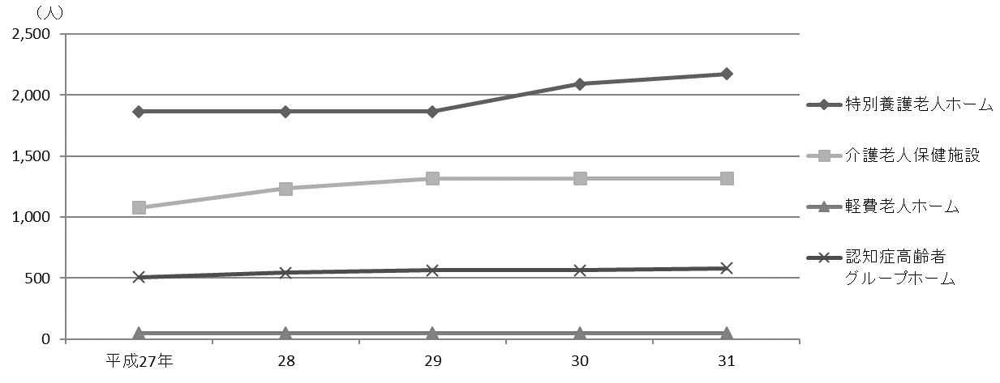 （人）
2,500
2,000
1,500
1,000
500
0
平成27年
28
29
30
31
特別養護老人ホーム
介護老人保健施設
軽費老人ホーム
認知症高齢者
グループホーム